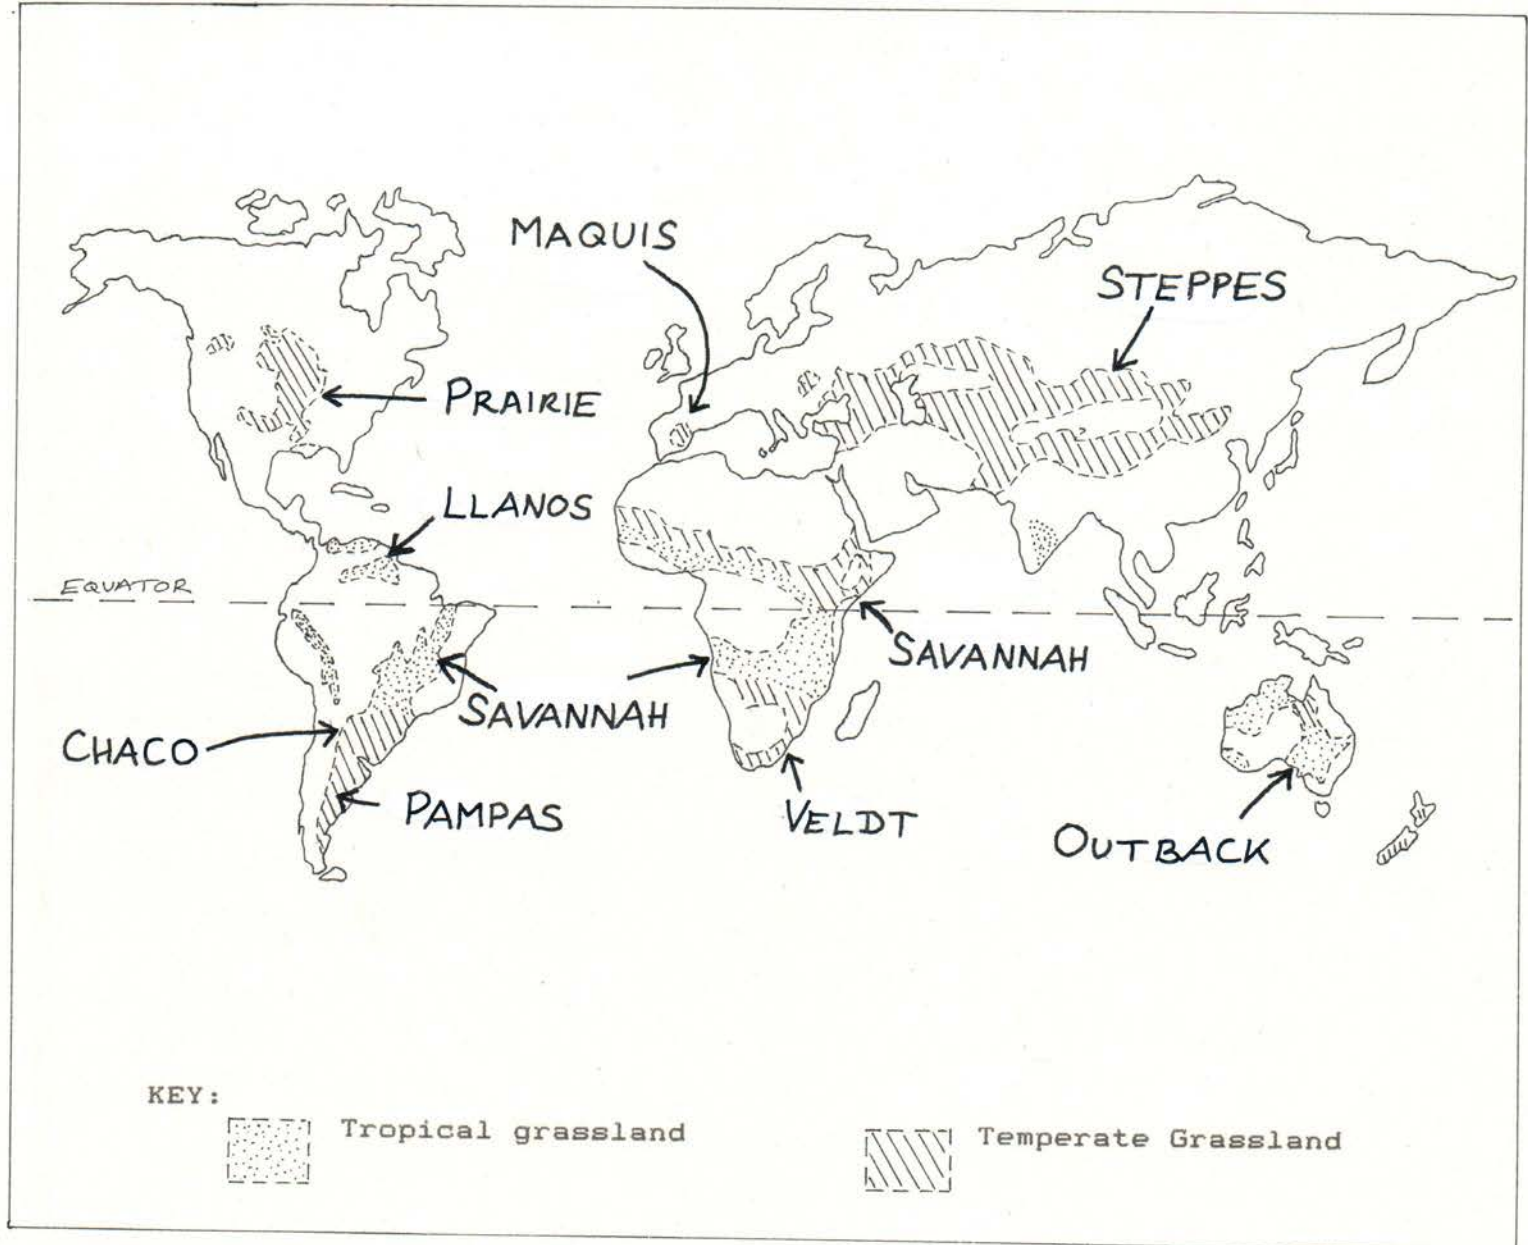 MAQUIS
STEPPES
PRAIRIE
LLANOS
EQUATOR
SAVANNAH
SAVANNAH
CHACO
PAMPAS
VELDT
OUTBACK
KEY:
Tropical grassland
Temperate Grassland